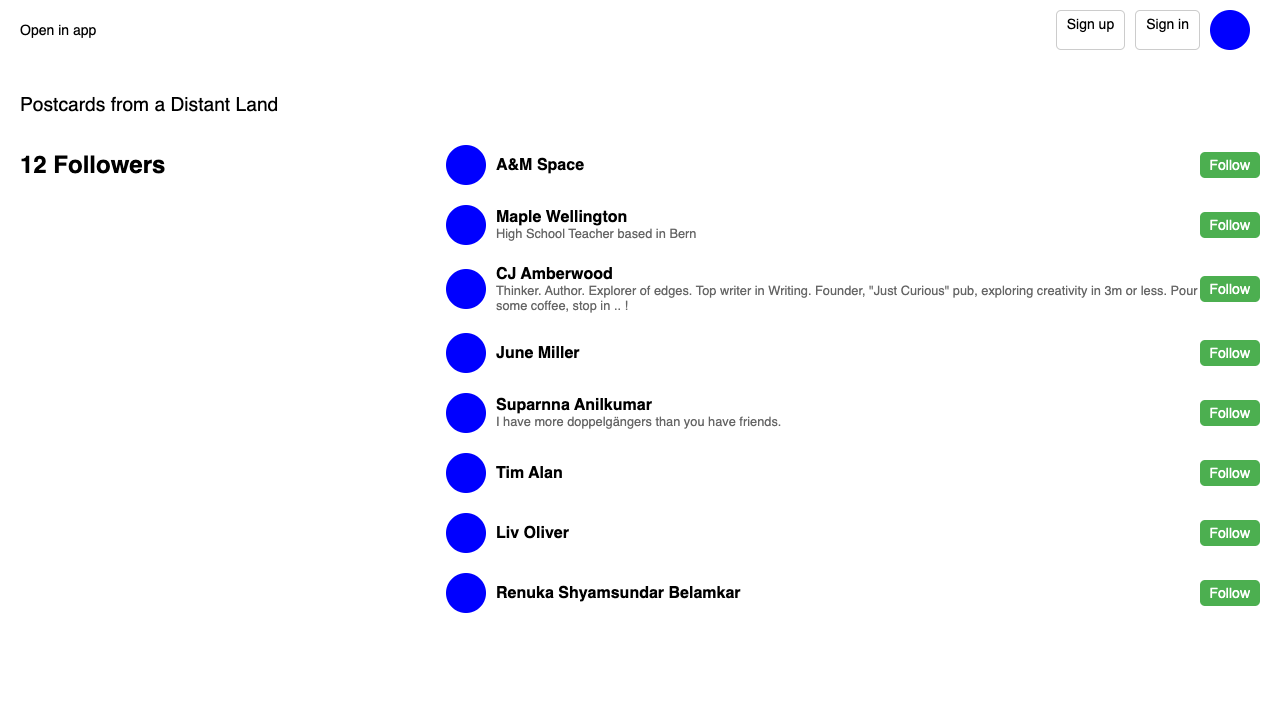 Open in app
Sign up
Sign in
Postcards from a Distant Land
12 Followers
A&M Space
Follow
Maple Wellington
High School Teacher based in Bern
Follow
CJ Amberwood
Thinker. Author. Explorer of edges. Top writer in Writing. Founder, "Just Curious" pub, exploring creativity in 3m or less. Pour
some coffee, stop in .. !
Follow
June Miller
Follow
Suparnna Anilkumar
I have more doppelgängers than you have friends.
Follow
Tim Alan
Follow
Liv Oliver
Follow
Renuka Shyamsundar Belamkar
Follow